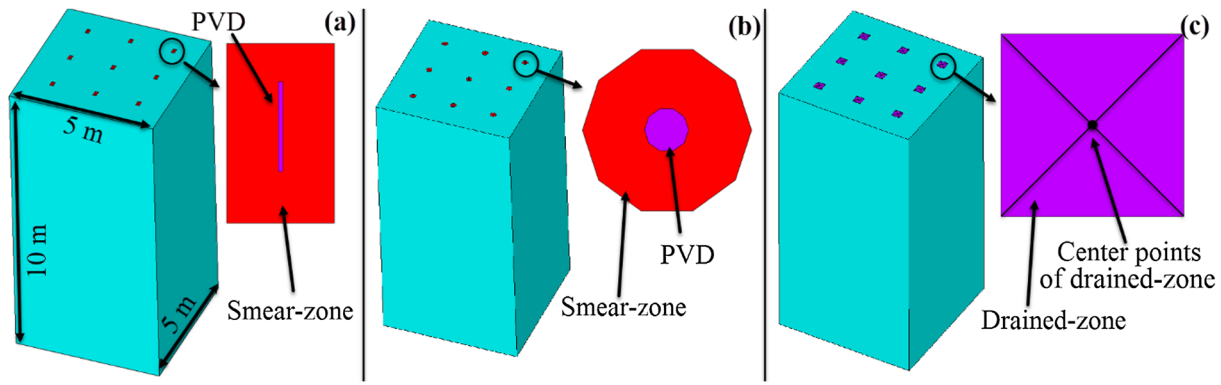 (a)
PVD
5 m
10 m
5 m
Smear-zone
(b)
PVD
Smear-zone
(c)
Center points
of drained-zone
Drained-zone